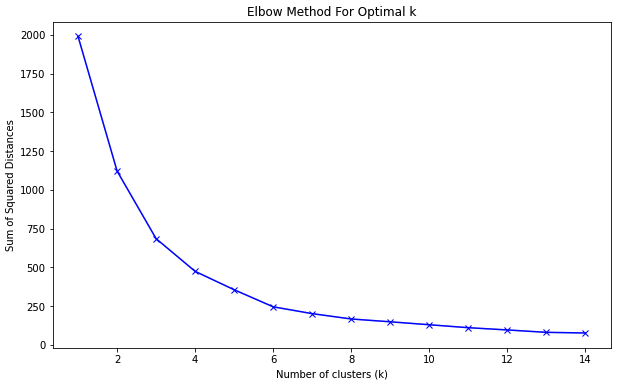 Elbow Method For Optimal k
2000
1750
1500
1250
1000
750
500
250
0
Sum of Squared Distances
2 4 6 8 10 12 14
Number of clusters (k)